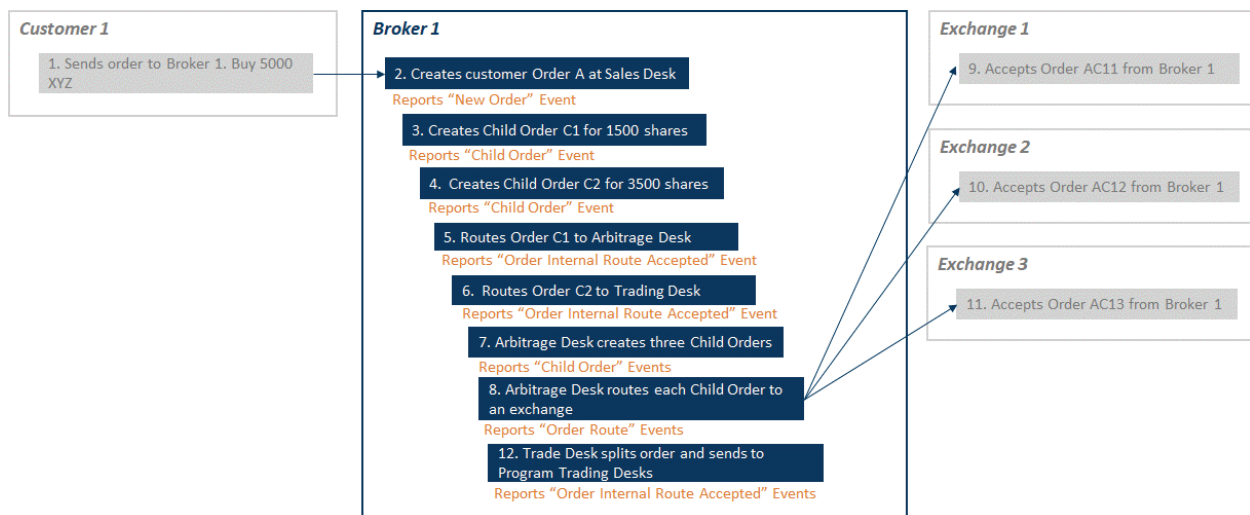 Customer 1
1. Sends order to Broker 1. Buy 5000
XYZ
Broker 1
2. Creates customer Order A at Sales Desk
Reports “New Order” Event
3. Creates Child Order C1 for 1500 shares
Reports “Child Order” Event
4. Creates Child Order C2 for 3500 shares
Reports “Child Order” Event
5. Routes Order C1 to Arbitrage Desk
Reports “Order Internal Route Accepted” Event
6. Routes Order C2 to Trading Desk
Reports “Order Internal Route Accepted” Event
7. Arbitrage Desk creates three Child Orders
Reports “Child Order” Events
8. Arbitrage Desk routes each Child Order to
an exchange
Reports “Order Route” Events
12. Trade Desk splits order and sends to
Program Trading Desks
Reports “Order Internal Route Accepted” Events
Exchange 1
9. Accepts Order AC11 from Broker 1
Exchange 2
10. Accepts Order AC12 from Broker 1
Exchange 3
11. Accepts Order AC13 from Broker 1